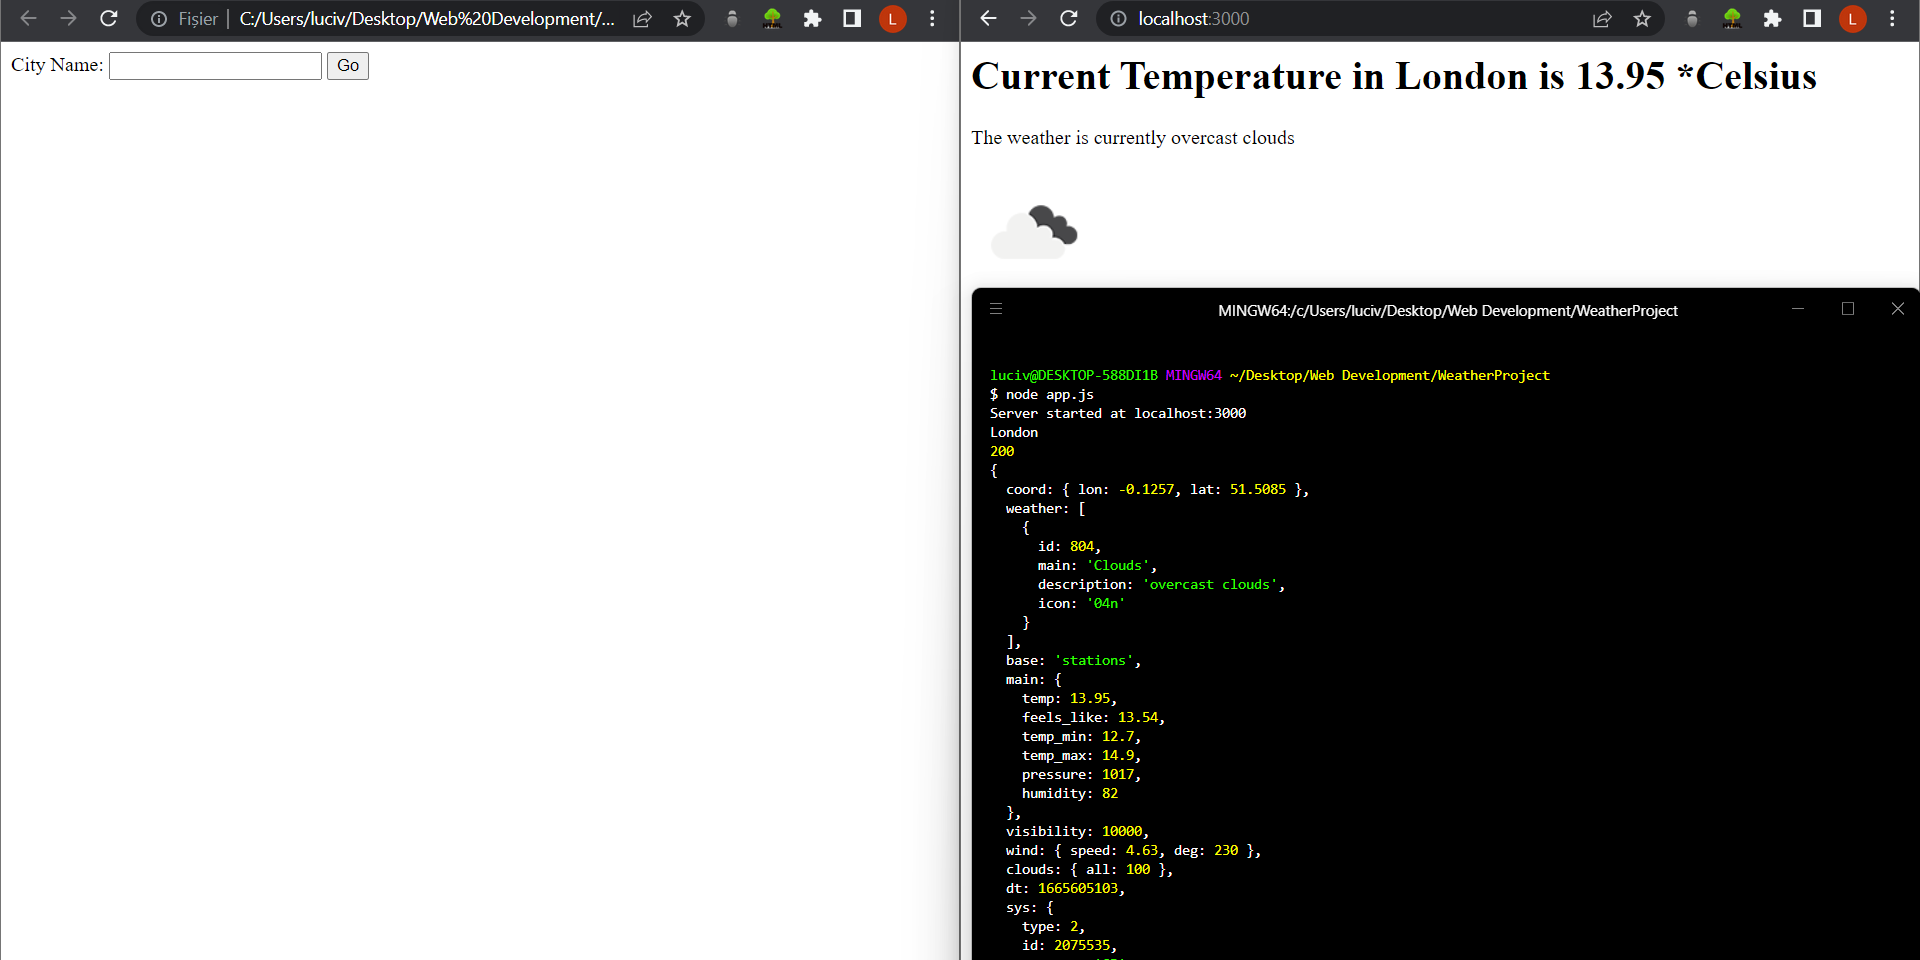 Fișier | C:/Users/luciv/Desktop/Web%20Development/...
L
City Name:
Go
localhost:3000
L
Current Temperature in London is 13.95 *Celsius
The weather is currently overcast clouds
MINGW64:/c/Users/luciv/Desktop/Web Development/WeatherProject
luciv@DESKTOP-588DI1B MINGW64 ~/Desktop/Web Development/WeatherProject
$ node app.js
Server started at localhost:3000
London
200
{
coord: { lon: -0.1257, lat: 51.5085 },
weather: [
{
id: 804,
main: 'Clouds',
description: 'overcast clouds',
icon: '04n'
}
],
base: 'stations',
main: {
temp: 13.95,
feels_like: 13.54,
temp_min: 12.7,
temp_max: 14.9,
pressure: 1017,
humidity: 82
},
visibility: 10000,
wind: { speed: 4.63, deg: 230 },
clouds: { all: 100 },
dt: 1665605103,
sys: {
type: 2,
id: 2075535,